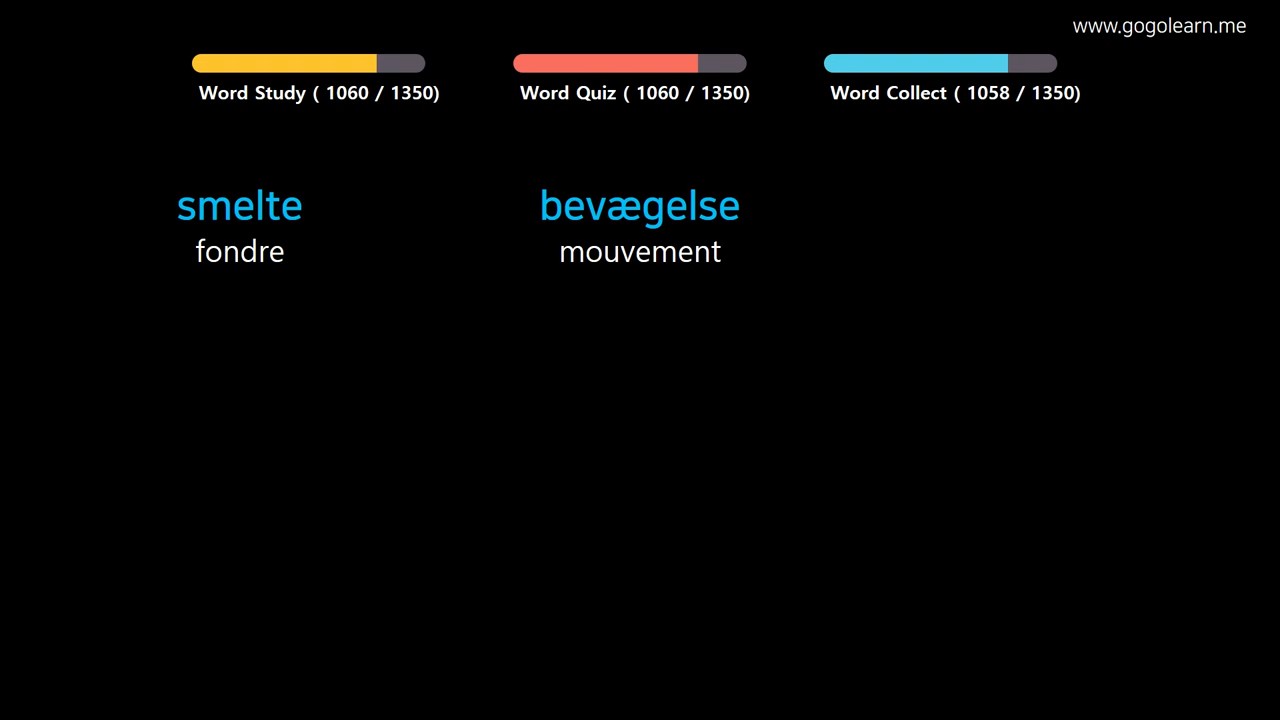 www.gogolearn.me
Word Study ( 1060 / 1350)
Word Quiz ( 1060 / 1350)
Word Collect ( 1058 / 1350)
smelte
fondre
bevægelse
mouvement